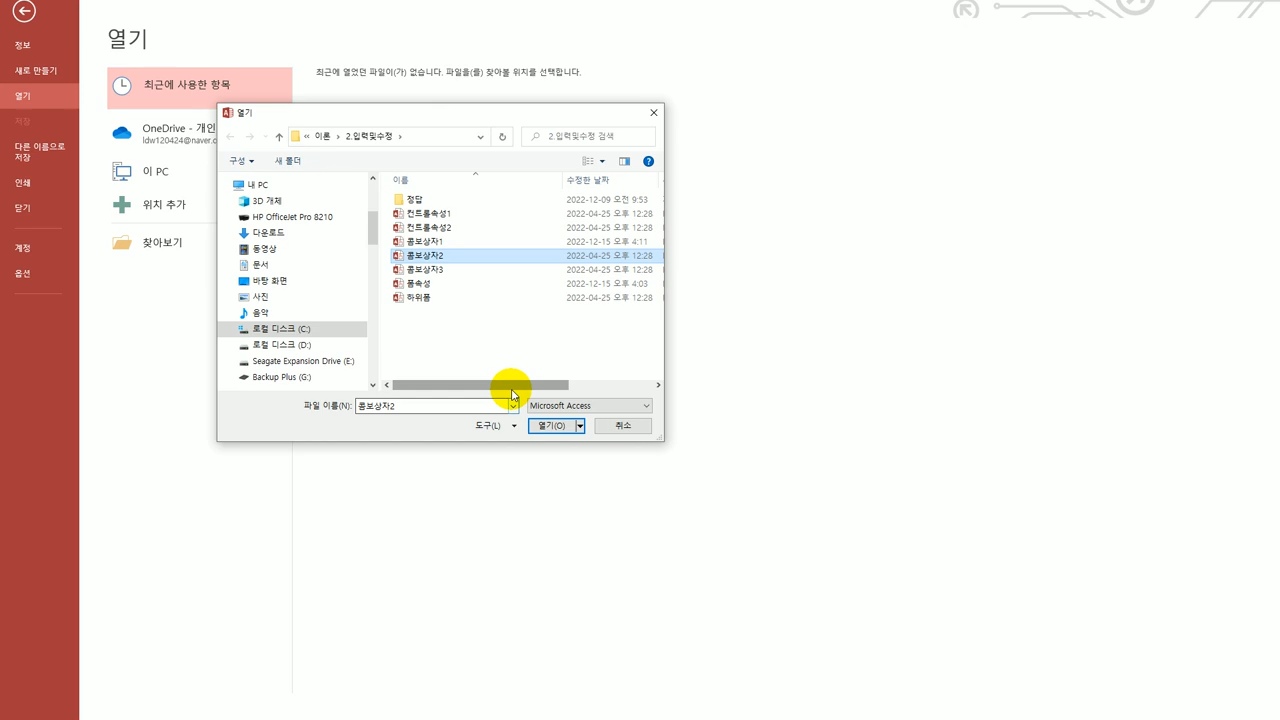 열기
정보
새로 만들기
열기
저장
다른 이름으로
저장
인쇄
닫기
계정
옵션
최근에 사용한 항목
OneDrive - 개인
ldw120424@naver.c
이 PC
위치 추가
찾아보기
최근에 열었던 파일이(가) 없습니다. 파일을(를) 찾아볼 위치를 선택합니다.
열기
« 이론 › 2.입력및수정 ›
2.입력및수정 검색
구성
새 폴더
내 PC
3D 개체
HP OfficeJet Pro 8210
다운로드
동영상
문서
바탕 화면
사진
음악
로컬 디스크 (C:)
로컬 디스크 (D:)
Seagate Expansion Drive (E:)
Backup Plus (G:)
이름 수정한 날짜
정답 2022-12-09 오전 9:53
컨트롤속성1 2022-04-25 오후 12:28
컨트롤속성2 2022-04-25 오후 12:28
콤보상자1 2022-12-15 오후 4:11
콤보상자2 2022-04-25 오후 12:28
콤보상자3 2022-04-25 오후 12:28
폼속성 2022-12-15 오후 4:03
하위폼 2022-04-25 오후 12:28
파일 이름(N): 콤보상자2
Microsoft Access
도구(L)
열기(O)
취소